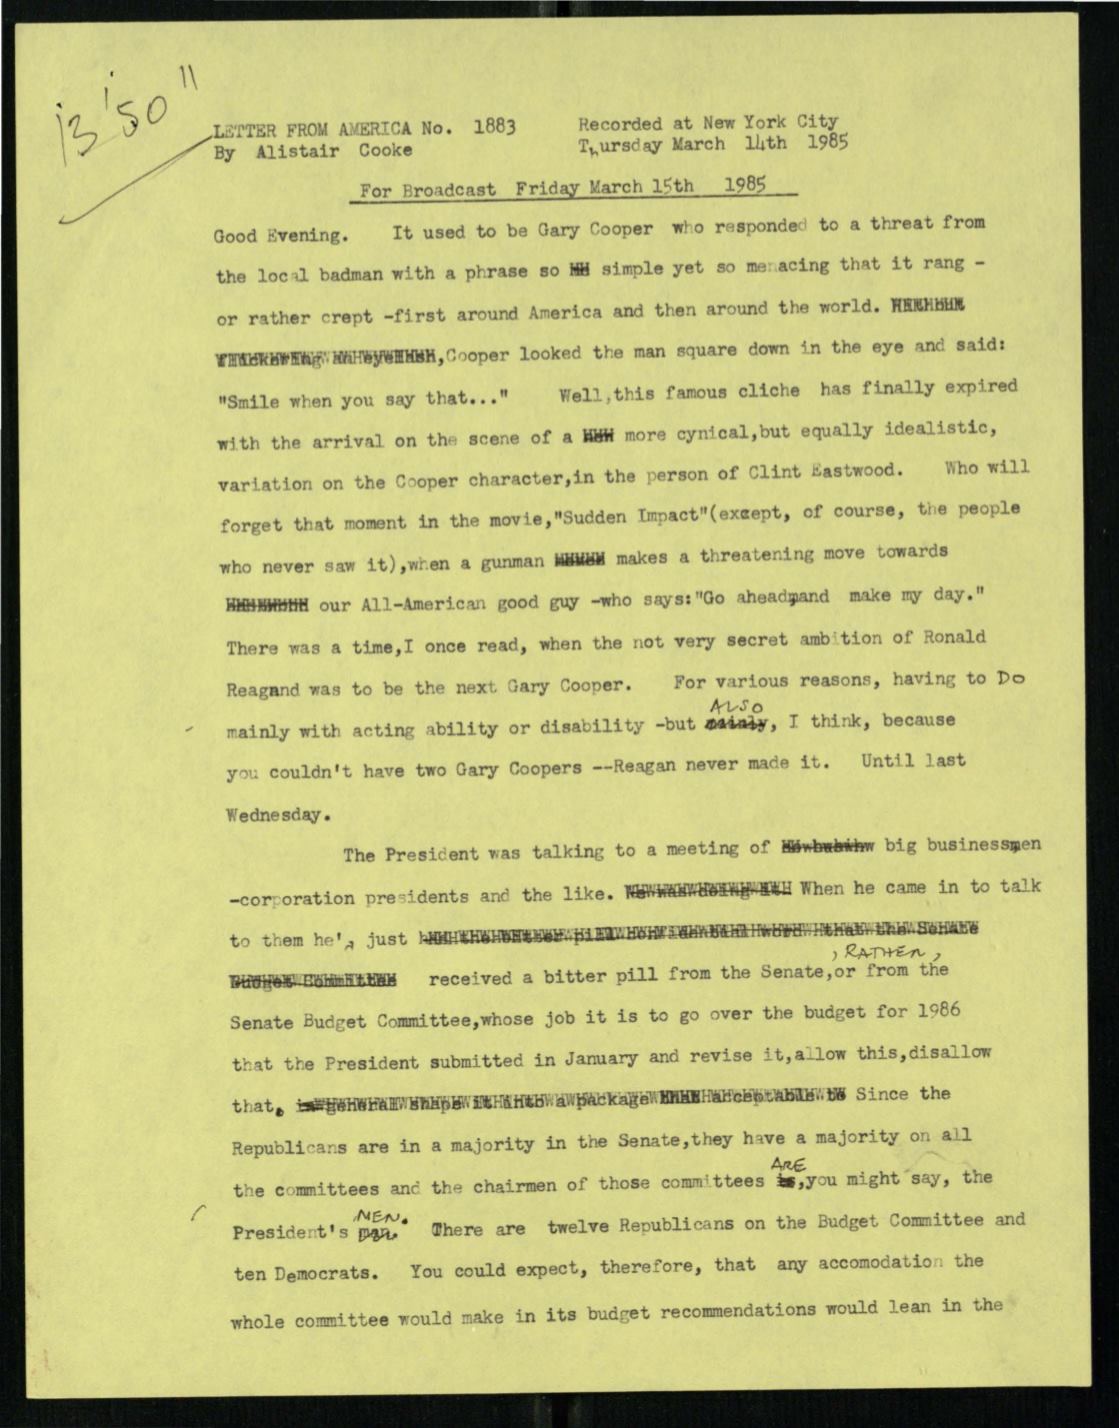 13'50"
LETTER FROM AMERICA No. 1883 Recorded at New York City
By Alistair Cooke Thursday March 14th 1985
For Broadcast Friday March 15th 1985
Good Evening. It used to be Gary Cooper who responded to a threat from
the local badman with a phrase so simple yet so menacing that it rang -
or rather crept -first around America and then around the world.
,Cooper looked the man square down in the eye and said:
"Smile when you say that..." Well,this famous cliche has finally expired
with the arrival on the scene of a more cynical,but equally idealistic,
variation on the Cooper character,in the person of Clint Eastwood. Who will
forget that moment in the movie,"Sudden Impact"(except, of course, the people
who never saw it),when a gunman makes a threatening move towards
our All-American good guy -who says:"Go ahead,and make my day."
There was a time,I once read, when the not very secret ambition of Ronald
Reagand was to be the next Gary Cooper. For various reasons, having to DO
mainly with acting ability or disability -but mainly ALSO, I think, because
you couldn't have two Gary Coopers --Reagan never made it. Until last
Wednesday.
The President was talking to a meeting of big businessmen
-corporation presidents and the like. When he came in to talk
to them he', just
received a bitter pill from the Senate,or, RATHER, from the
Senate Budget Committee,whose job it is to go over the budget for 1986
that the President submitted in January and revise it,allow this,disallow
that. Since the
Republicans are in a majority in the Senate,they have a majority on all
the committees and the chairmen of those committees is ARE,you might say, the
President's man. MEN. There are twelve Republicans on the Budget Committee and
ten Democrats. You could expect, therefore, that any accomodation the
whole committee would make in its budget recommendations would lean in the